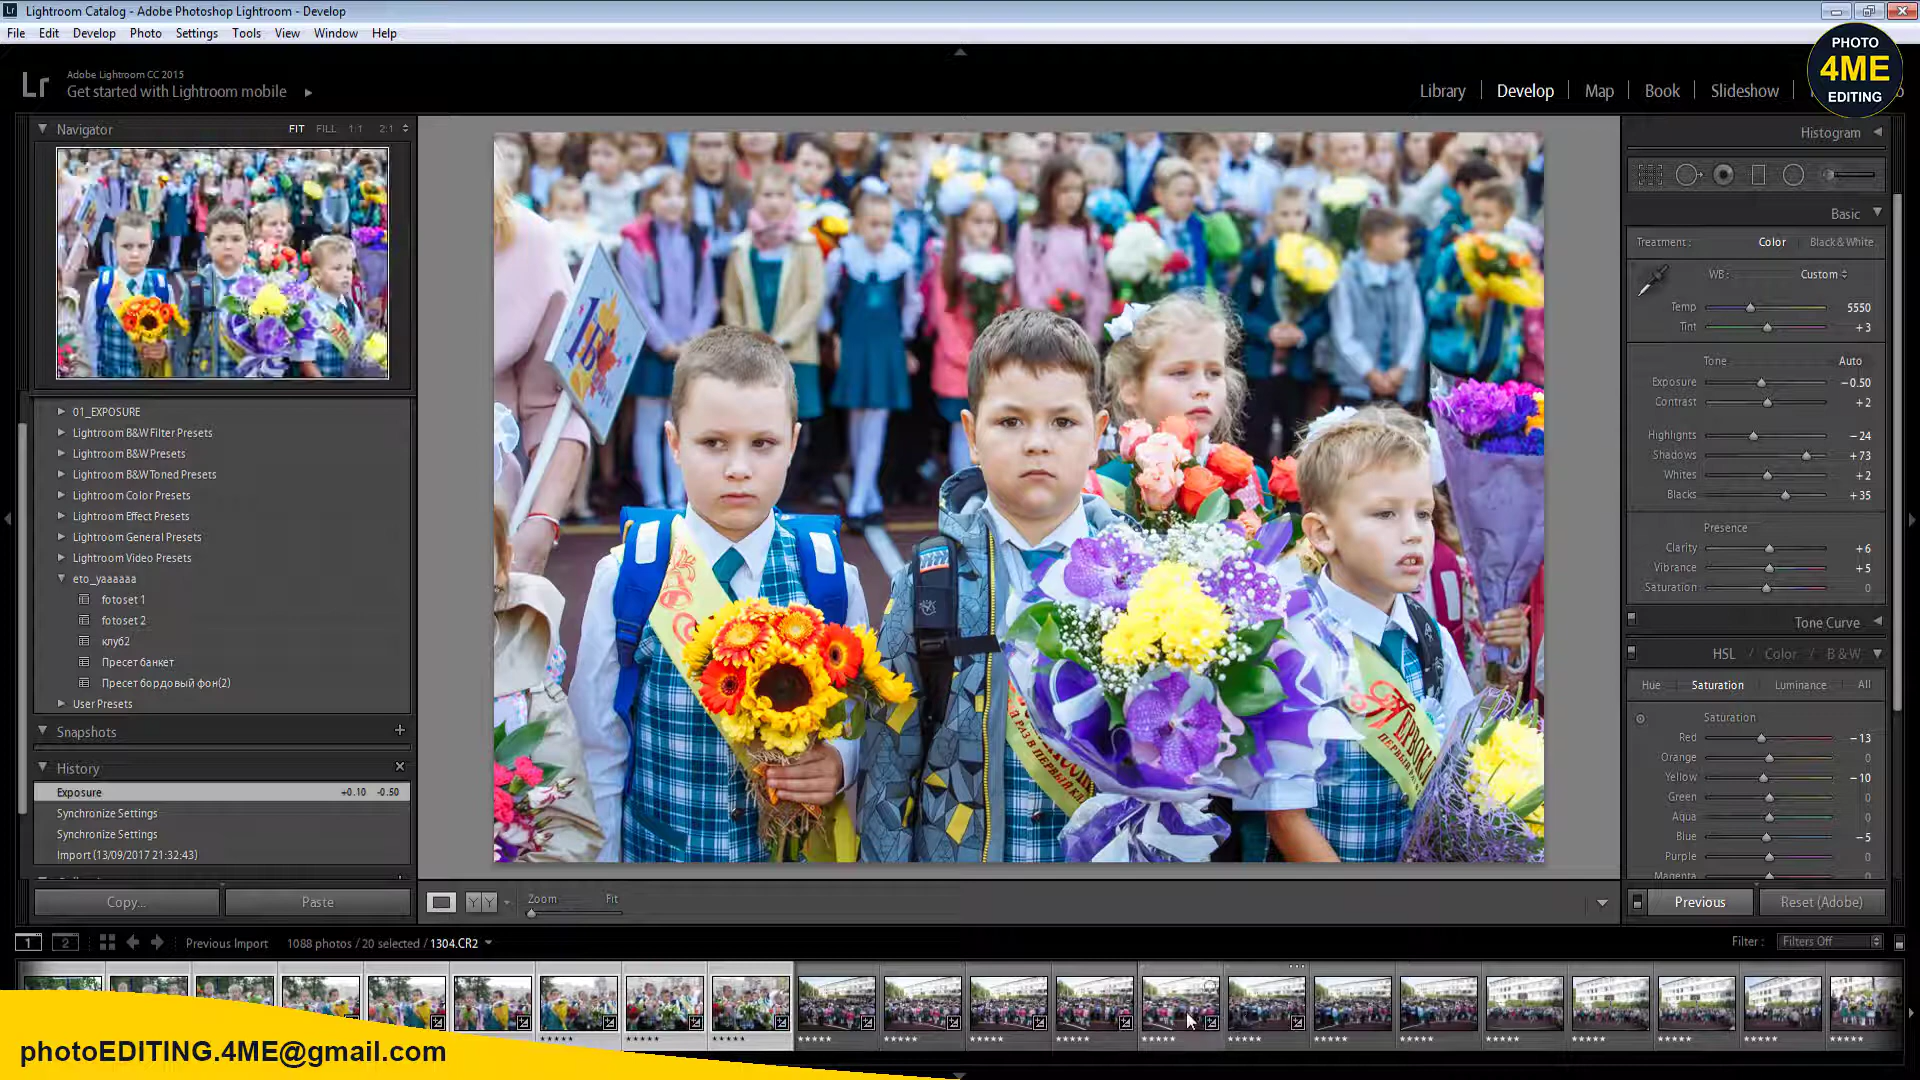 Lightroom Catalog - Adobe Photoshop Lightroom - Develop
File Edit Develop Photo Settings Tools View Window Help
PHOTO
4ME
EDITING
Lr
Adobe Lightroom CC 2015
Get started with Lightroom mobile
Library Develop Map Book Slideshow
Navigator FIT FILL 1:1 2:1
01_EXPOSURE
Lightroom B&W Filter Presets
Lightroom B&W Presets
Lightroom B&W Toned Presets
Lightroom Color Presets
Lightroom Effect Presets
Lightroom General Presets
Lightroom Video Presets
eto_yaaaaaa
fotoset 1
fotoset 2
клуб2
Пресет банкет
Пресет бордовый фон(2)
User Presets
Snapshots
History
Exposure +0.10 -0.50
Synchronize Settings
Synchronize Settings
Import (13/09/2017 21:32:43)
Copy... Paste
1В
РАЗ В ПЕРВЫЙ КЛА
ПЕРВОК
Histogram
Basic
Treatment : Color Black & White
WB : Custom
Temp 5550
Tint +3
Tone Auto
Exposure −0.50
Contrast +2
Highlights −24
Shadows +73
Whites +2
Blacks +35
Presence
Clarity +6
Vibrance +5
Saturation 0
Tone Curve
HSL / Color / B & W
Hue Saturation Luminance All
Saturation
Red −13
Orange 0
Yellow −10
Green 0
Aqua 0
Blue −5
Purple 0
Magenta
Previous Reset (Adobe)
YY Zoom Fit
1 2 Previous Import 1088 photos / 20 selected / 1304.CR2 Filter : Filters Off
photoEDITING.4ME@gmail.com